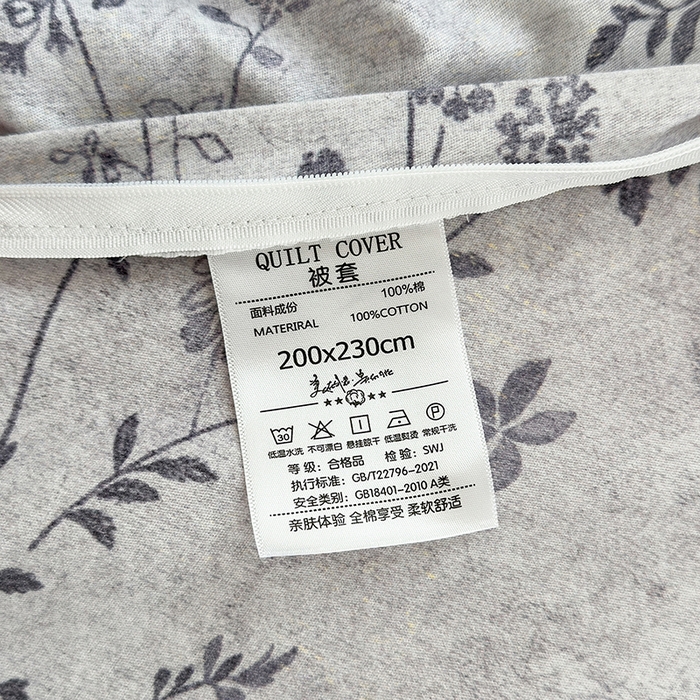 QUILT COVER
被套
面料成份 100%棉
MATERIRAL 100%COTTON
200x230cm
30 P
低温水洗 不可漂白 悬挂晾干 低温熨烫 常规干洗
等 级：合格品 检 验：SWJ
执行标准：GB/T22796-2021
安全类别：GB18401-2010 A类
亲肤体验 全棉享受 柔软舒适